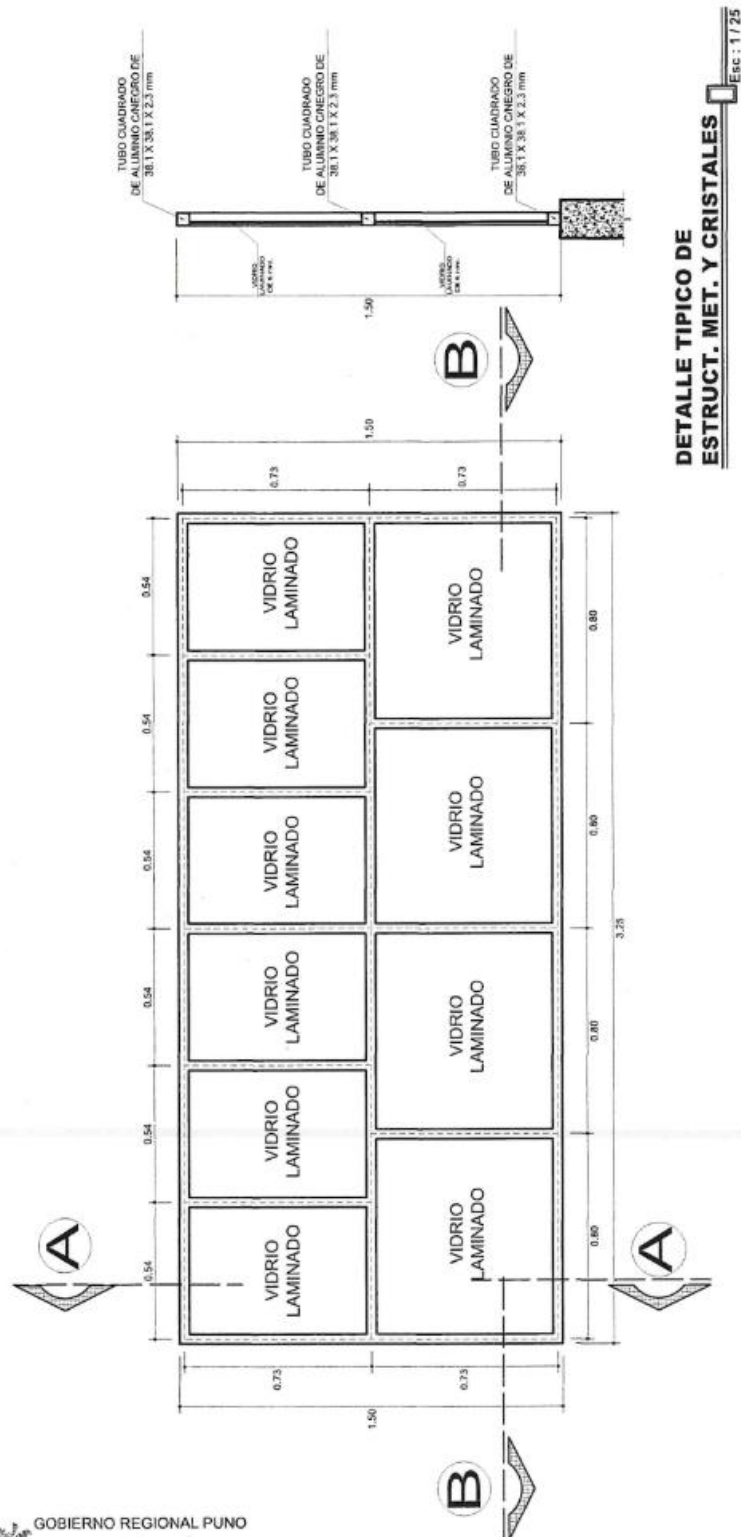 GOBIERNO REGIONAL PUNO
A
0.54
0.54
0.54
0.54
0.54
0.54
TUBO CUADRADO
DE ALUMINIO C/NEGRO DE
38.1 X 38.1 X 2.3 mm
TUBO CUADRADO
DE ALUMINIO C/NEGRO DE
38.1 X 38.1 X 2.3 mm
TUBO CUADRADO
DE ALUMINIO C/NEGRO DE
38.1 X 38.1 X 2.3 mm
VIDRIO
LAMINADO
VIDRIO
LAMINADO
VIDRIO
LAMINADO
VIDRIO
LAMINADO
VIDRIO
LAMINADO
VIDRIO
LAMINADO
VIDRIO
LAMINADO
VIDRIO
LAMINADO
VIDRIO
LAMINADO
VIDRIO
LAMINADO
VIDRIO
LAMINADO
VIDRIO
LAMINADO
1.50
0.73
0.73
0.73
0.73
1.50
1.50
B
B
0.80
0.80
0.80
0.80
3.25
A
DETALLE TIPICO DE
ESTRUCT. MET. Y CRISTALES
Esc : 1 / 25